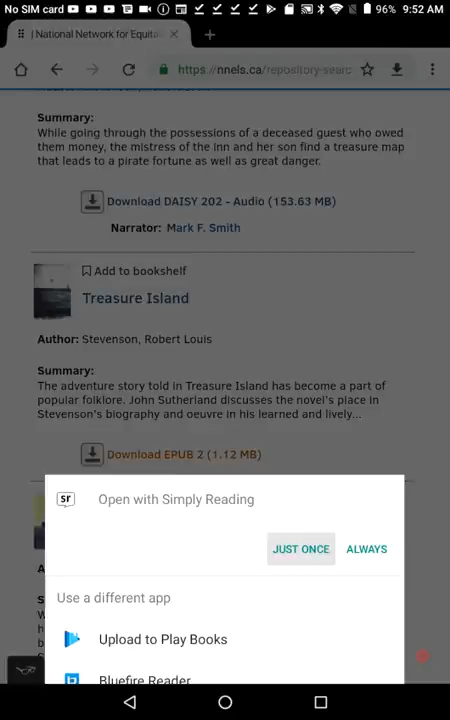 No SIM card
96% 9:52 AM
| National Network for Equita
https://nnels.ca/repository-searc
Summary:
While going through the possessions of a deceased guest who owed
them money, the mistress of the inn and her son find a treasure map
that leads to a pirate fortune as well as great danger.
Download DAISY 202 - Audio (153.63 MB)
Narrator: Mark F. Smith
Add to bookshelf
Treasure Island
Author: Stevenson, Robert Louis
Summary:
The adventure story told in Treasure Island has become a part of
popular folklore. John Sutherland discusses the novel's place in
Stevenson's biography and oeuvre in his learned and lively...
Download EPUB 2 (1.12 MB)
sr Open with Simply Reading
JUST ONCE ALWAYS
Use a different app
Upload to Play Books
Bluefire Reader